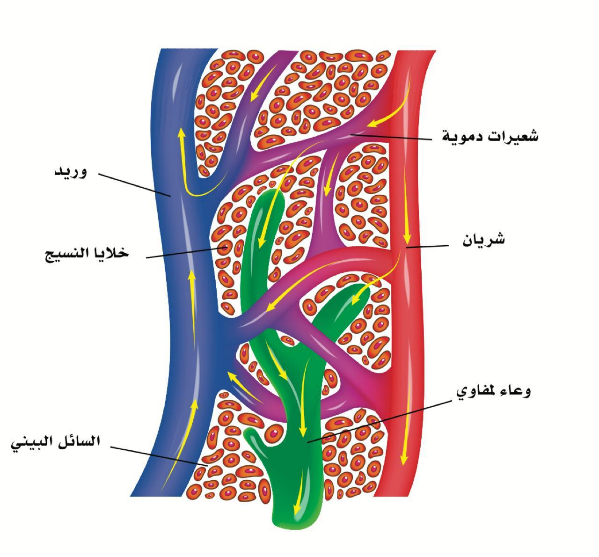 شعيرات دموية
وريد
شريان
خلايا النسيج
وعاء لمفاوي
السائل البيني